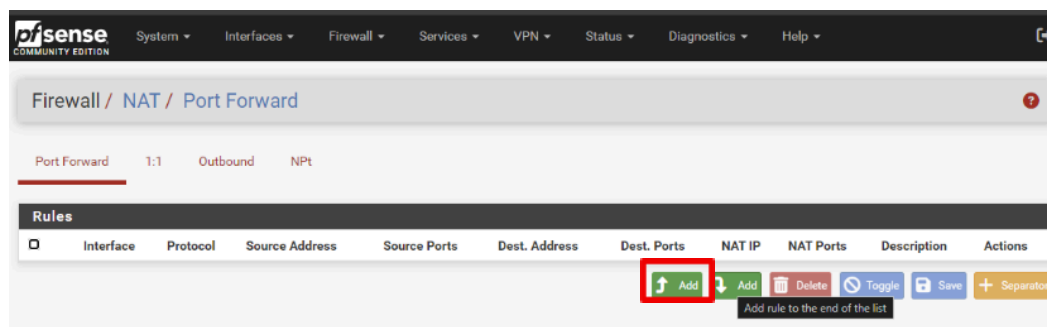 pfsense System Interfaces Firewall Services VPN Status Diagnostics Help
COMMUNITY EDITION
Firewall / NAT / Port Forward
Port Forward 1:1 Outbound NPt
Rules
Interface Protocol Source Address Source Ports Dest. Address Dest. Ports NAT IP NAT Ports Description Actions
Add Add Delete Toggle Save Separator
Add rule to the end of the list